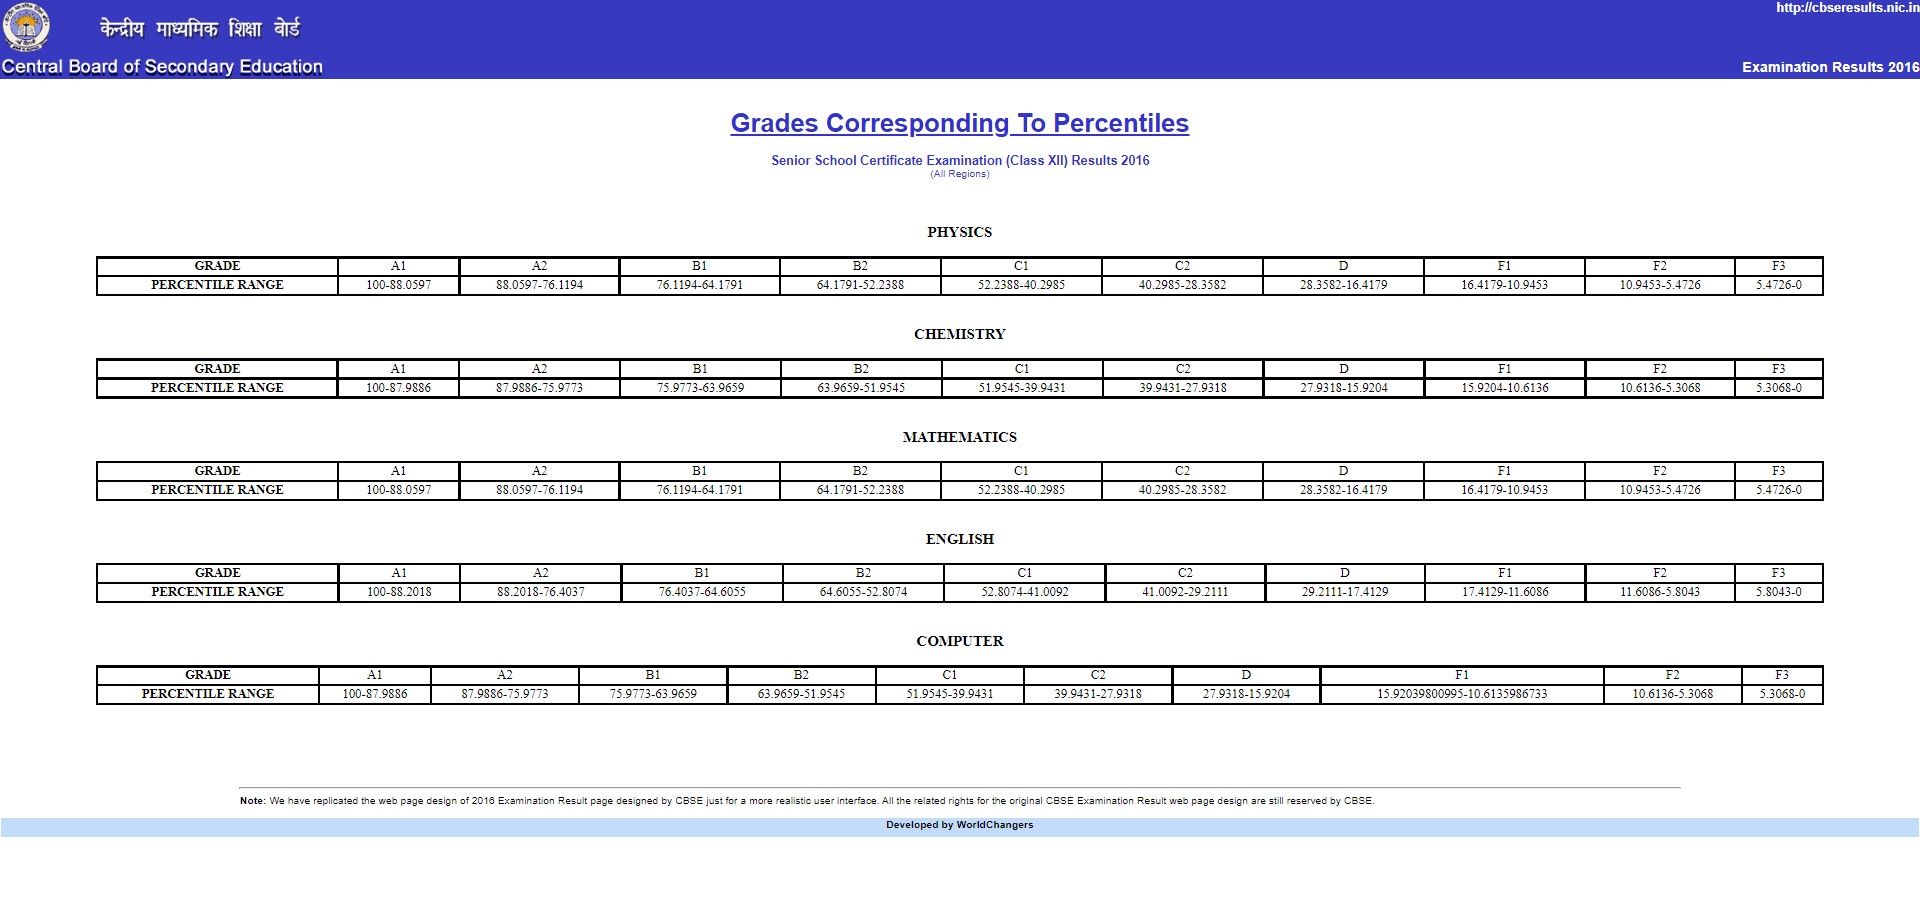 http://cbseresults.nic.in
केन्द्रीय माध्यमिक शिक्षा बोर्ड
Central Board of Secondary Education
Examination Results 2016
Grades Corresponding To Percentiles
Senior School Certificate Examination (Class XII) Results 2016
(All Regions)
PHYSICS
GRADE A1 A2 B1 B2 C1 C2 D F1 F2 F3
PERCENTILE RANGE 100-88.0597 88.0597-76.1194 76.1194-64.1791 64.1791-52.2388 52.2388-40.2985 40.2985-28.3582 28.3582-16.4179 16.4179-10.9453 10.9453-5.4726 5.4726-0
CHEMISTRY
GRADE A1 A2 B1 B2 C1 C2 D F1 F2 F3
PERCENTILE RANGE 100-87.9886 87.9886-75.9773 75.9773-63.9659 63.9659-51.9545 51.9545-39.9431 39.9431-27.9318 27.9318-15.9204 15.9204-10.6136 10.6136-5.3068 5.3068-0
MATHEMATICS
GRADE A1 A2 B1 B2 C1 C2 D F1 F2 F3
PERCENTILE RANGE 100-88.0597 88.0597-76.1194 76.1194-64.1791 64.1791-52.2388 52.2388-40.2985 40.2985-28.3582 28.3582-16.4179 16.4179-10.9453 10.9453-5.4726 5.4726-0
ENGLISH
GRADE A1 A2 B1 B2 C1 C2 D F1 F2 F3
PERCENTILE RANGE 100-88.2018 88.2018-76.4037 76.4037-64.6055 64.6055-52.8074 52.8074-41.0092 41.0092-29.2111 29.2111-17.4129 17.4129-11.6086 11.6086-5.8043 5.8043-0
COMPUTER
GRADE A1 A2 B1 B2 C1 C2 D F1 F2 F3
PERCENTILE RANGE 100-87.9886 87.9886-75.9773 75.9773-63.9659 63.9659-51.9545 51.9545-39.9431 39.9431-27.9318 27.9318-15.9204 15.92039800995-10.6135986733 10.6136-5.3068 5.3068-0
Note: We have replicated the web page design of 2016 Examination Result page designed by CBSE just for a more realistic user interface. All the related rights for the original CBSE Examination Result web page design are still reserved by CBSE.
Developed by WorldChangers